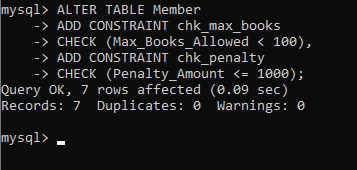 mysql> ALTER TABLE Member
    -> ADD CONSTRAINT chk_max_books
    -> CHECK (Max_Books_Allowed < 100),
    -> ADD CONSTRAINT chk_penalty
    -> CHECK (Penalty_Amount <= 1000);
Query OK, 7 rows affected (0.09 sec)
Records: 7  Duplicates: 0  Warnings: 0
mysql>